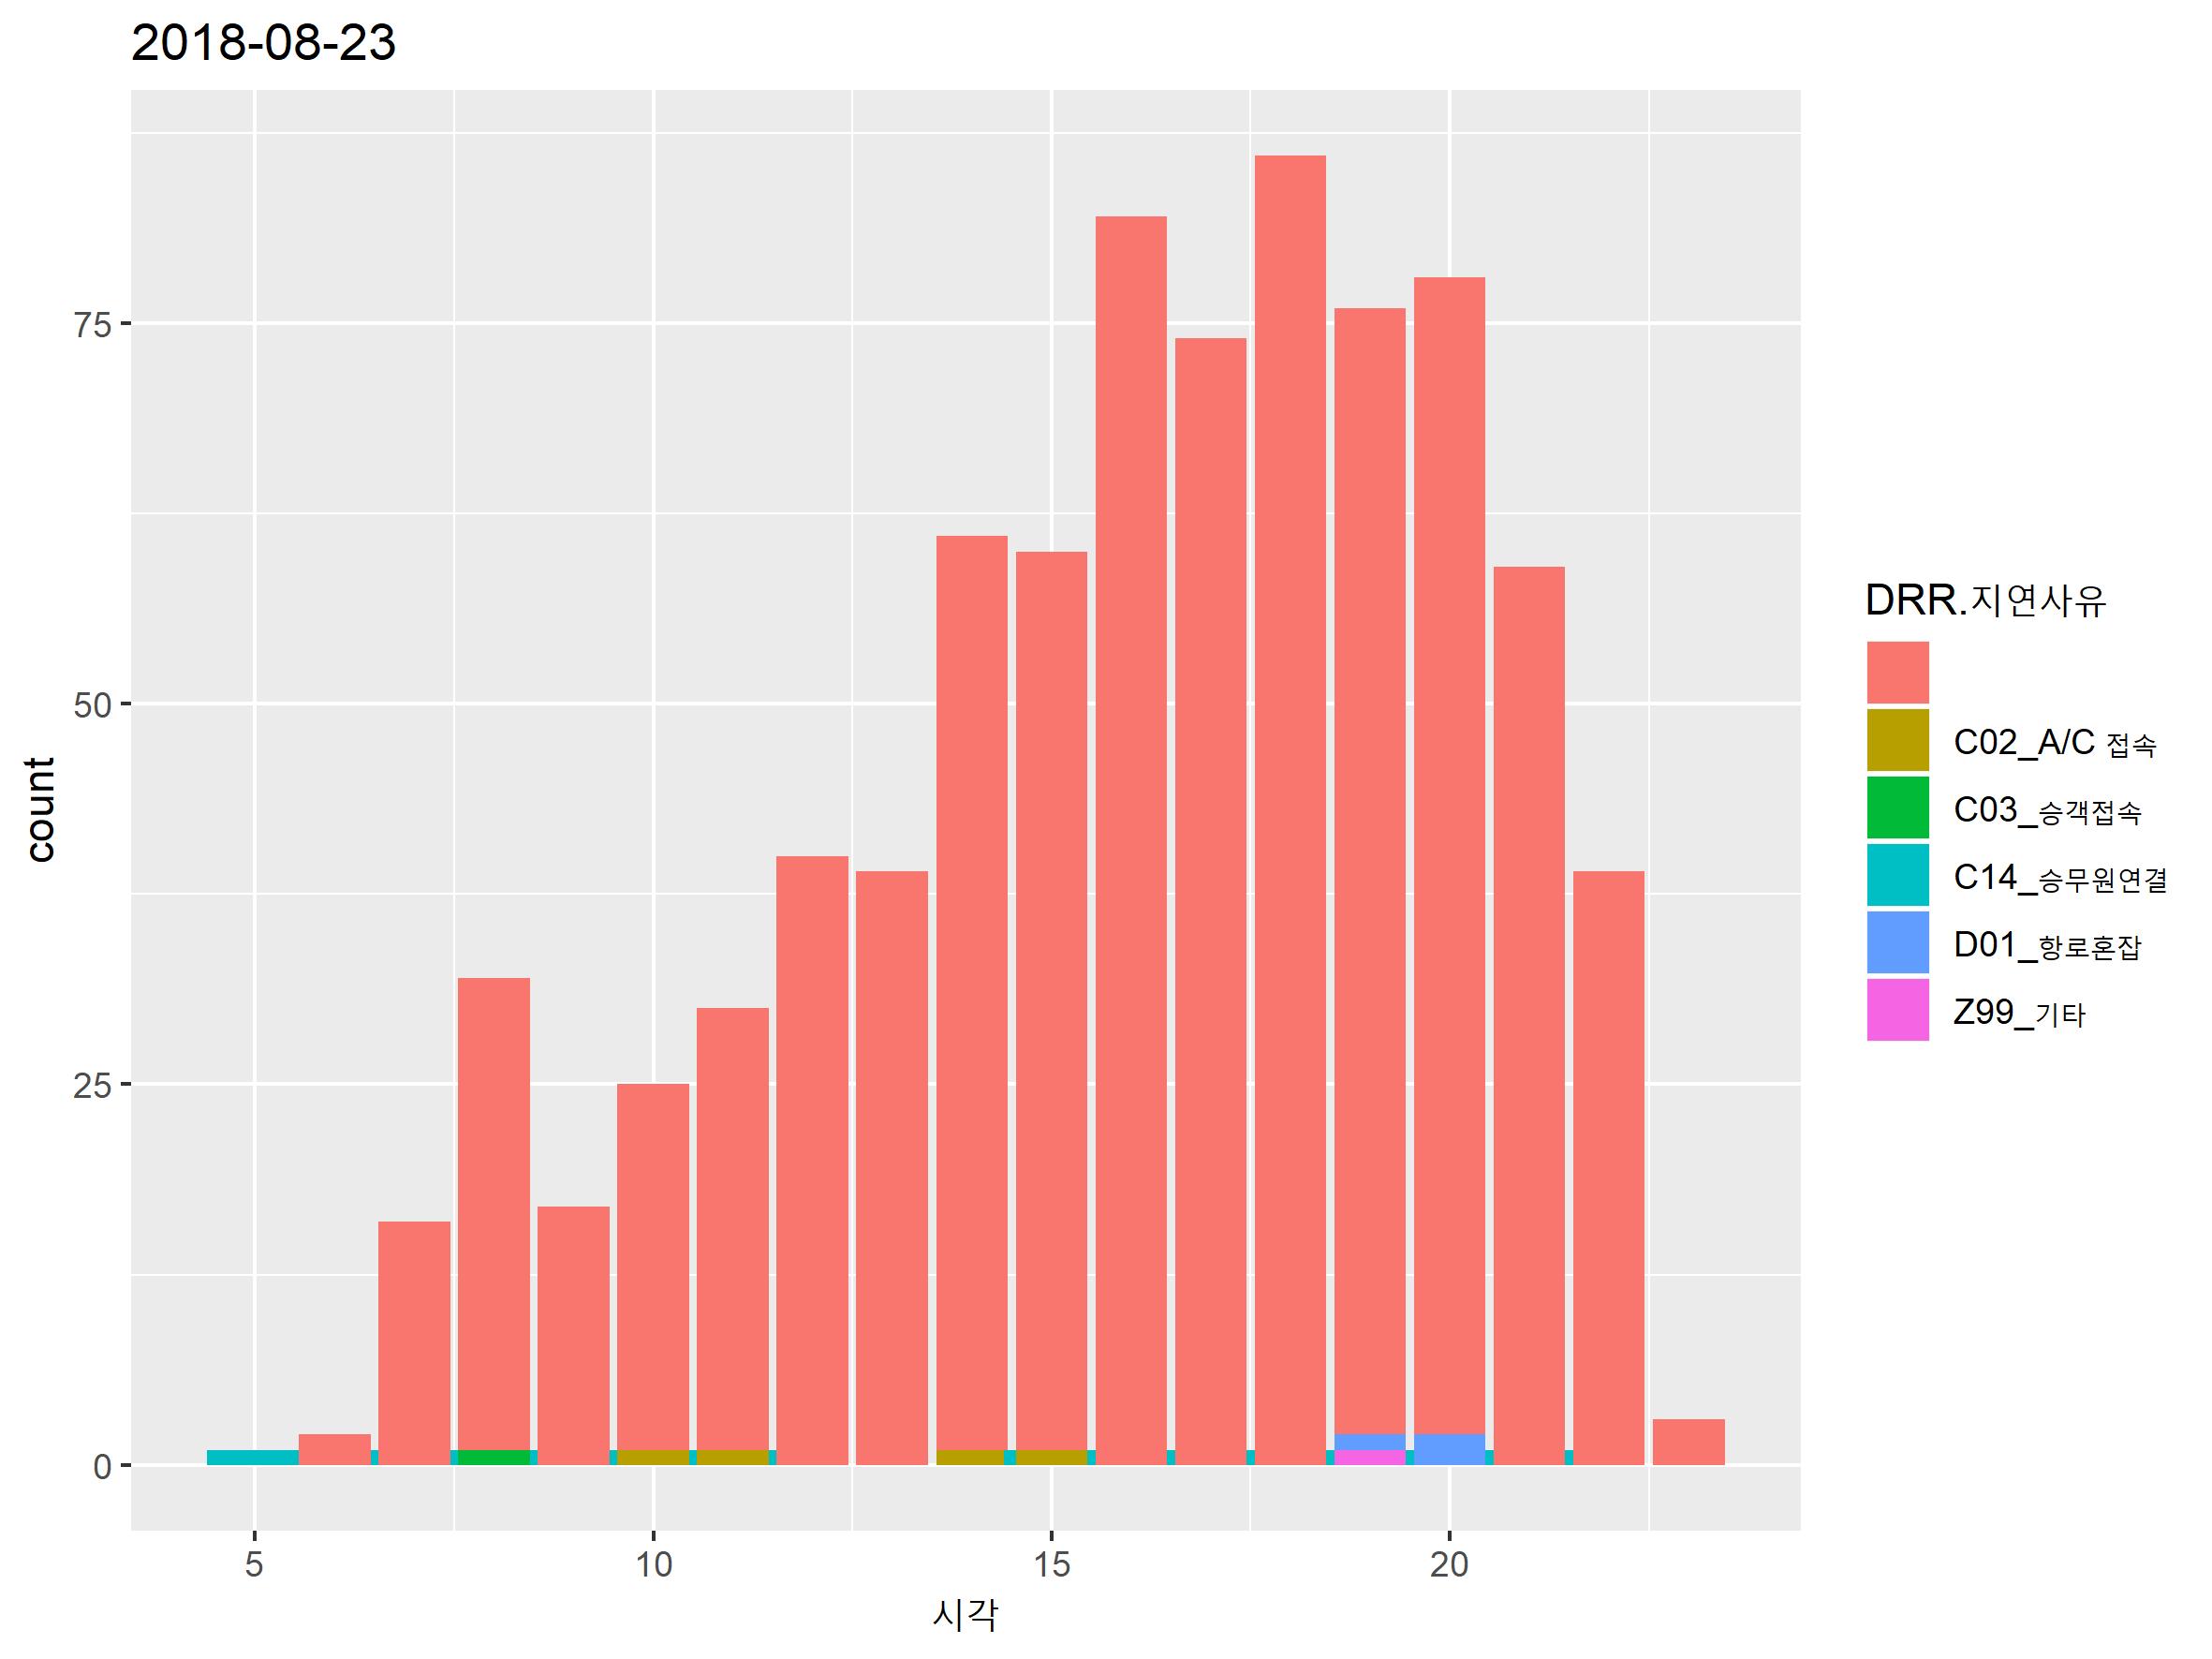 2018-08-23
75
50
25
0
count
5 10 15 20
시각
DRR.지연사유
C02_A/C 접속
C03_승객접속
C14_승무원연결
D01_항로혼잡
Z99_기타